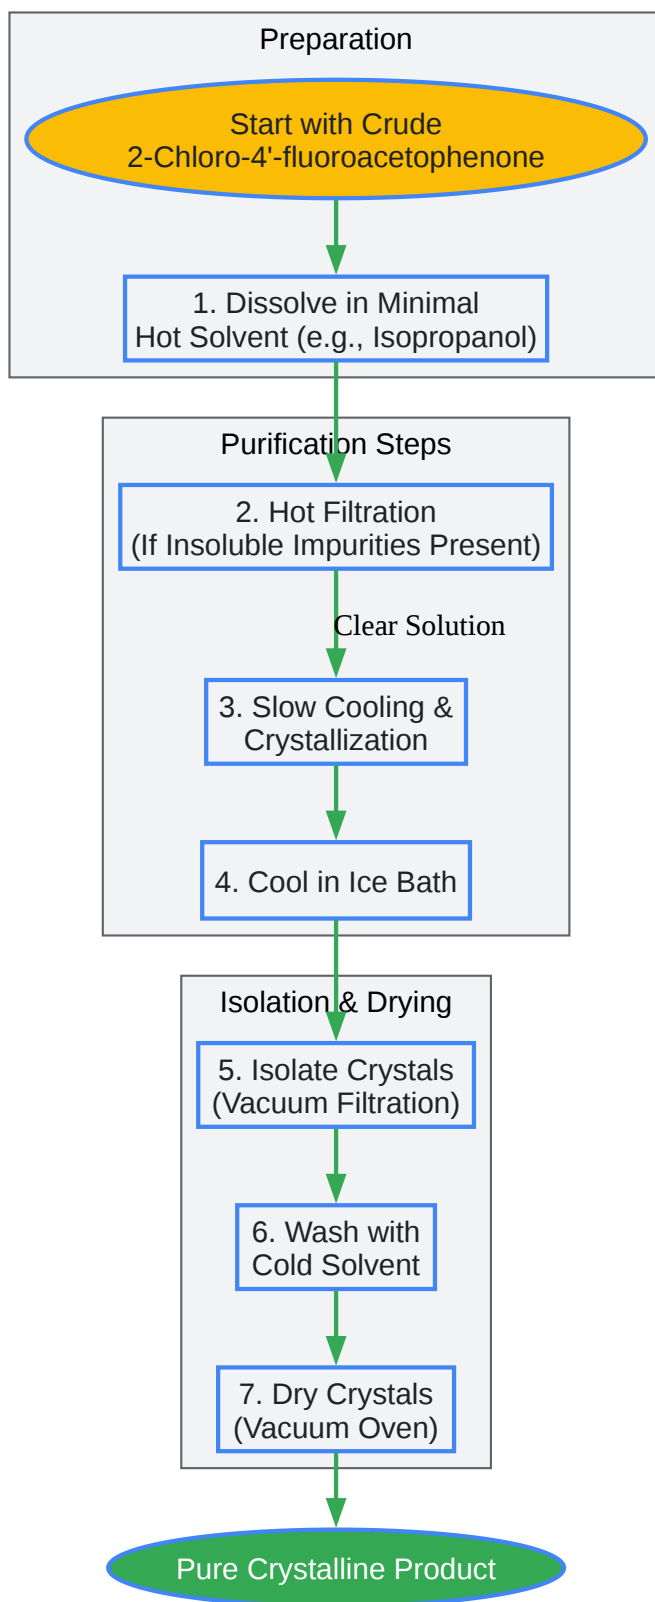 Preparation
Start with Crude
2-Chloro-4'-fluoroacetophenone
1. Dissolve in Minimal
Hot Solvent (e.g., Isopropanol)
Purification Steps
2. Hot Filtration
(If Insoluble Impurities Present)
Clear Solution
3. Slow Cooling &
Crystallization
4. Cool in Ice Bath
Isolation & Drying
5. Isolate Crystals
(Vacuum Filtration)
6. Wash with
Cold Solvent
7. Dry Crystals
(Vacuum Oven)
Pure Crystalline Product